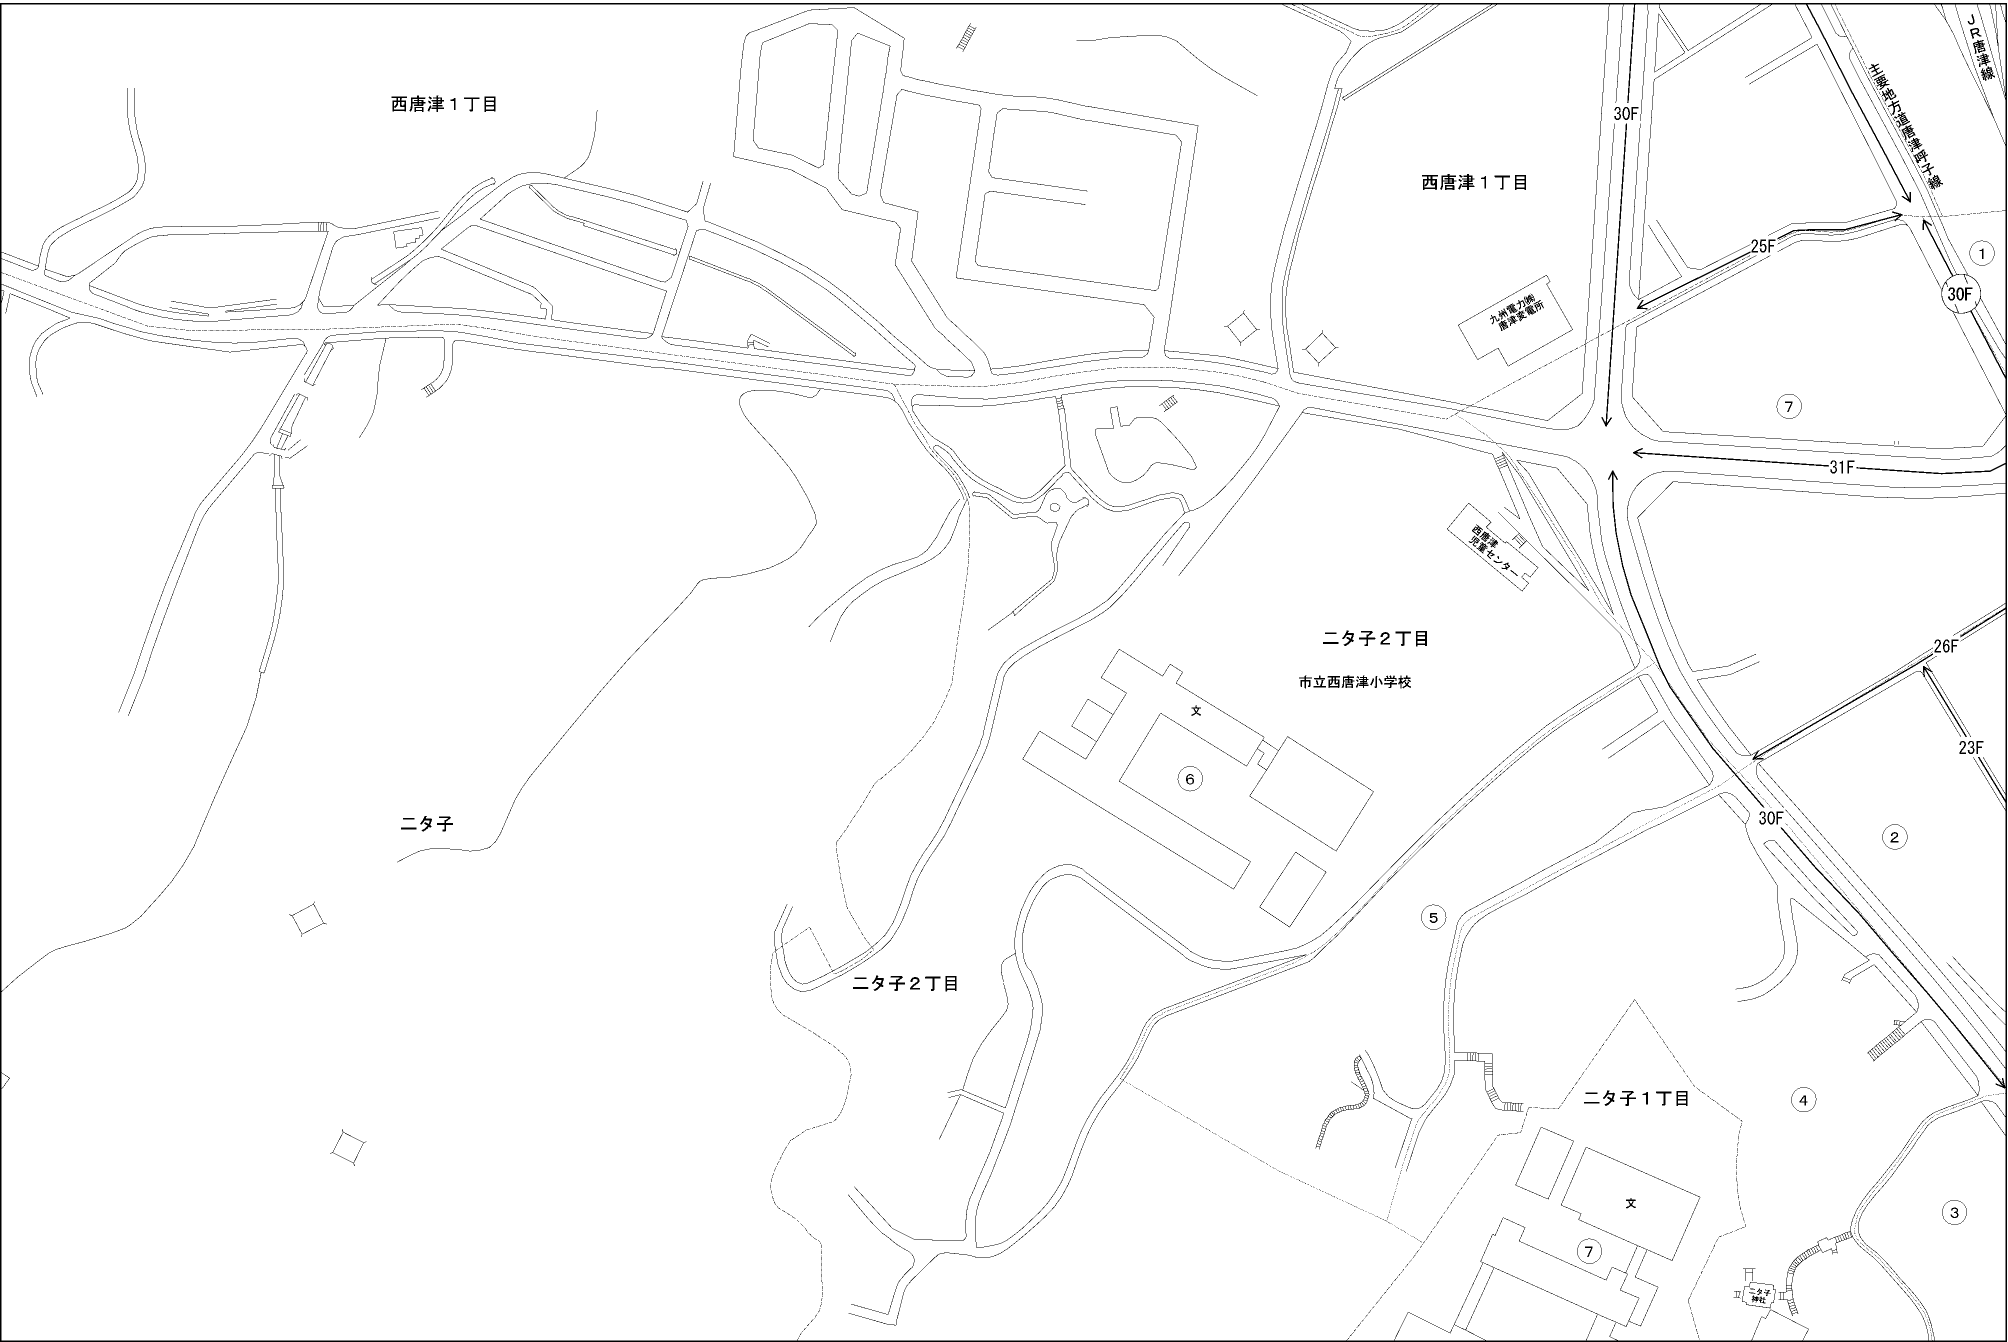 JR唐津線
主要地方道唐津呼子線
西唐津1丁目
30F
西唐津1丁目
25F
1
30F
九州電力㈱
唐津変電所
7
31F
西唐津
児童センター
二タ子2丁目
26F
市立西唐津小学校
文
23F
6
30F
二タ子
2
5
二タ子2丁目
二タ子1丁目
4
文
3
7
二タ子
神社